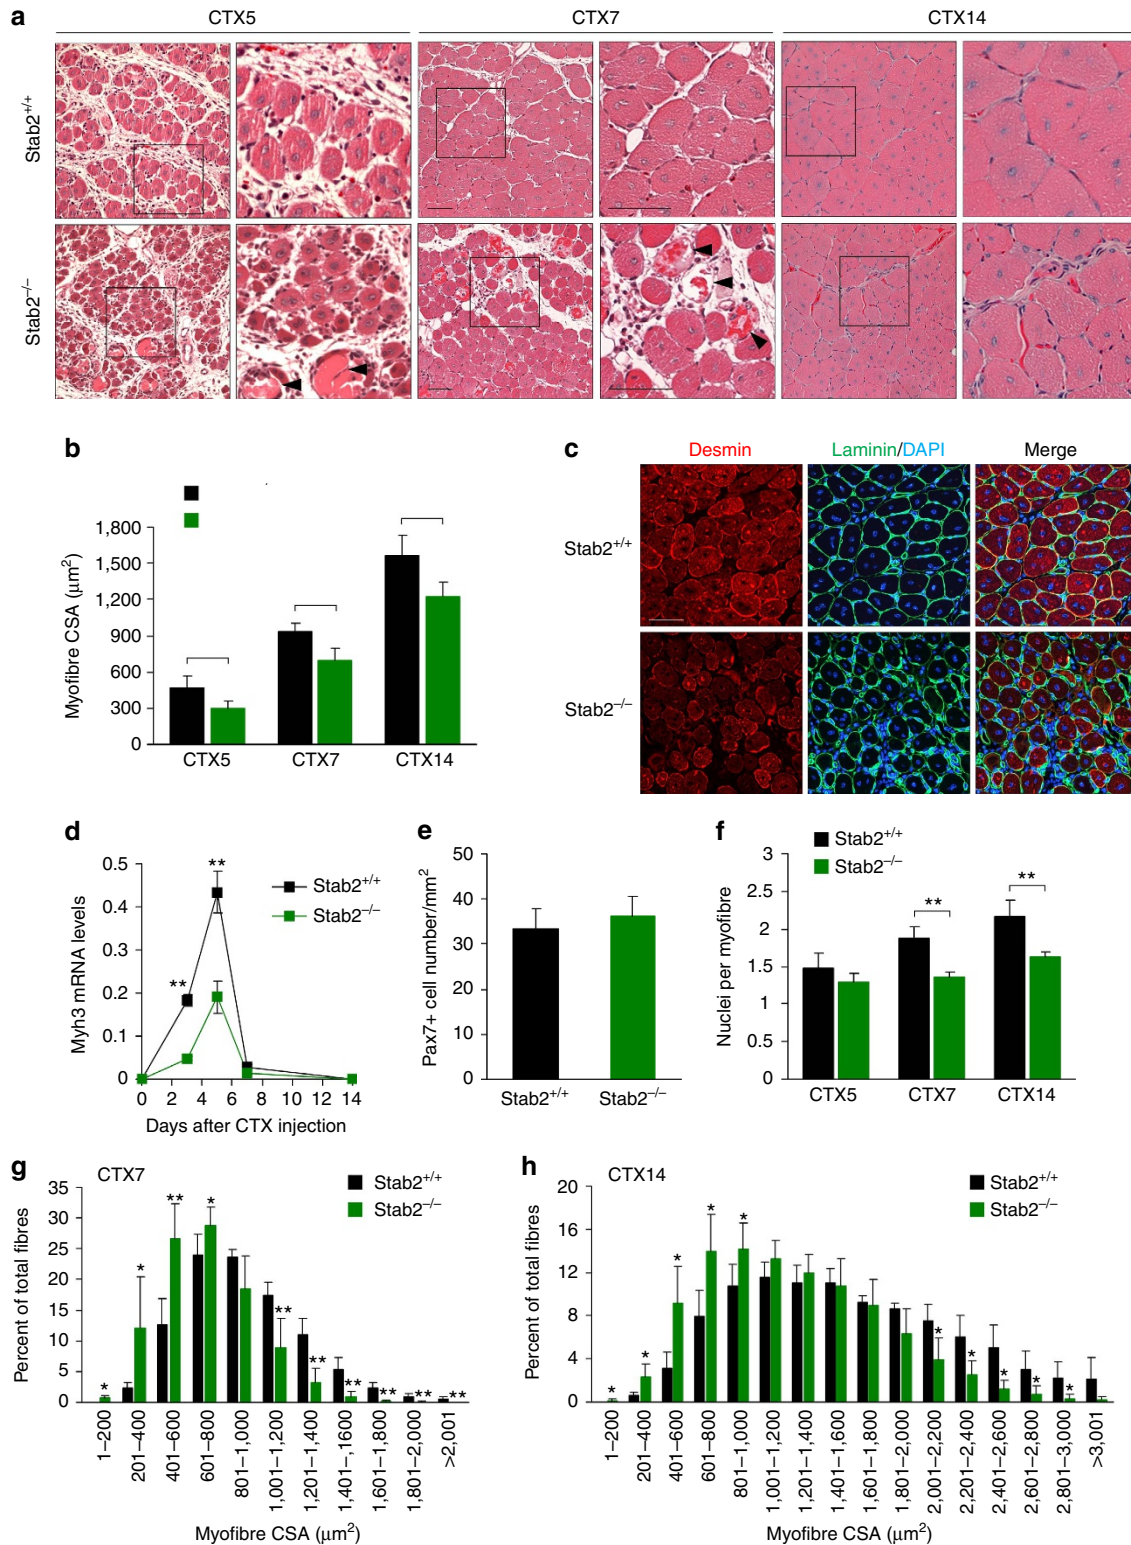 a
CTX5 CTX7 CTX14
Stab2+/+
Stab2−/−
b
Myofibre CSA (μm2)
1,800
1,500
1,200
900
600
300
0
CTX5 CTX7 CTX14
c
Desmin Laminin/DAPI Merge
Stab2+/+
Stab2−/−
d
Myh3 mRNA levels
0.5
0.4
0.3
0.2
0.1
0
** **
Stab2+/+
Stab2−/−
0 2 4 6 8 10 12 14
Days after CTX injection
e
Pax7+ cell number/mm2
50
40
30
20
10
0
Stab2+/+ Stab2−/−
f
Stab2+/+
Stab2−/−
Nuclei per myofibre
3
2.5
2
1.5
1
0.5
0
** **
CTX5 CTX7 CTX14
g
CTX7
Stab2+/+
Stab2−/−
Percent of total fibres
35
30
25
20
15
10
5
0
* * ** * ** ** ** ** ** **
1–200
201–400
401–600
601–800
801–1,000
1,001–1,200
1,201–1,400
1,401–,1600
1,601–1,800
1,801–2,000
>2,001
Myofibre CSA (μm2)
h
CTX14
Stab2+/+
Stab2−/−
Percent of total fibres
20
16
12
8
4
0
* * * * * * * * * *
1–200
201–400
401–600
601–800
801–1,000
1,001–1,200
1,201–1,400
1,401–1,600
1,601–1,800
1,801–2,000
2,001–2,200
2,201–2,400
2,401–2,600
2,601–2,800
2,801–3,000
>3,001
Myofibre CSA (μm2)